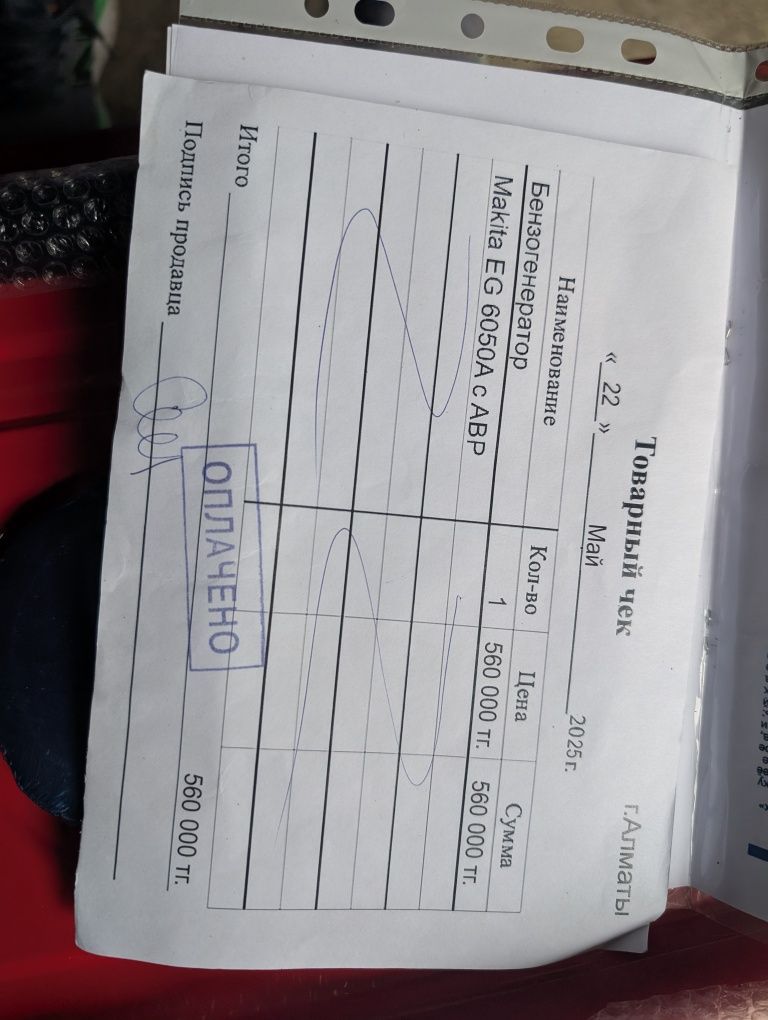 Товарный чек
г.Алматы
« 22 » Май 2025 г.
Наименование Кол-во Цена Сумма
Бензогенератор
Makita EG 6050A с АВР 1 560 000 тг. 560 000 тг.
Итого 560 000 тг.
Подпись продавца
ОПЛАЧЕНО